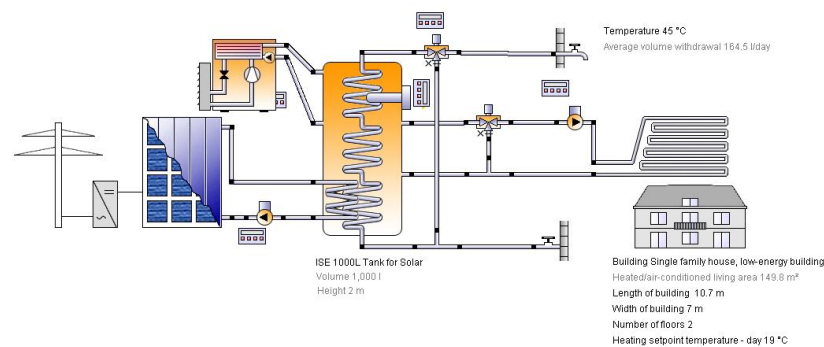 Temperature 45 °C
Average volume withdrawal 164.5 l/day
ISE 1000L Tank for Solar
Volume 1,000 l
Height 2 m
Building Single family house, low-energy building
Heated/air-conditioned living area 149.8 m²
Length of building 10.7 m
Width of building 7 m
Number of floors 2
Heating setpoint temperature - day 19 °C